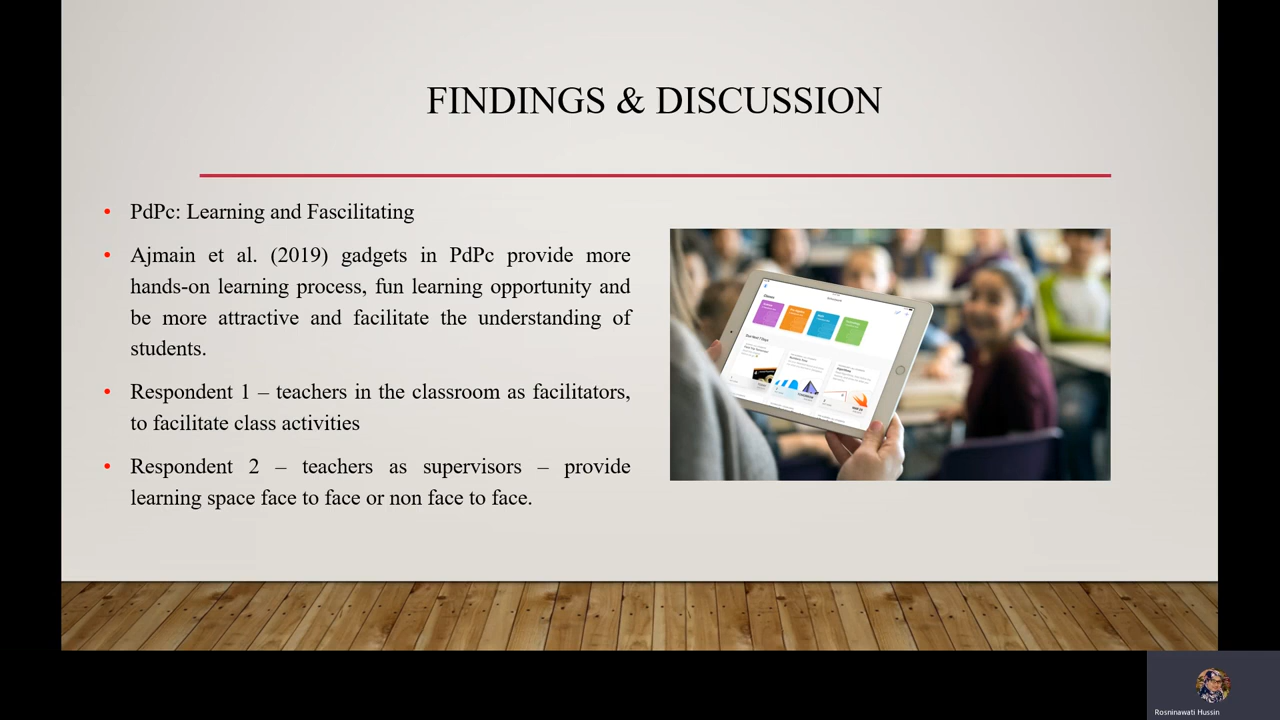 FINDINGS & DISCUSSION
• PdPc: Learning and Fascilitating
• Ajmain et al. (2019) gadgets in PdPc provide more
hands-on learning process, fun learning opportunity and
be more attractive and facilitate the understanding of
students.
• Respondent 1 – teachers in the classroom as facilitators,
to facilitate class activities
• Respondent 2 – teachers as supervisors – provide
learning space face to face or non face to face.
Rosninawati Hussin